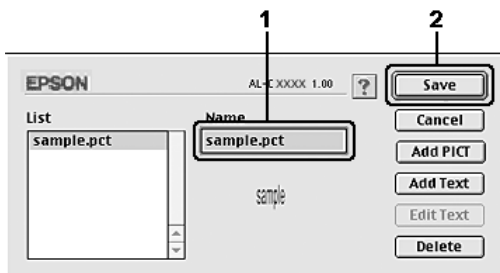 1 2
EPSON AL-C XXXX 1.00 ? Save
List Name Cancel
sample.pct sample.pct Add PICT
sample Add Text
Edit Text
Delete